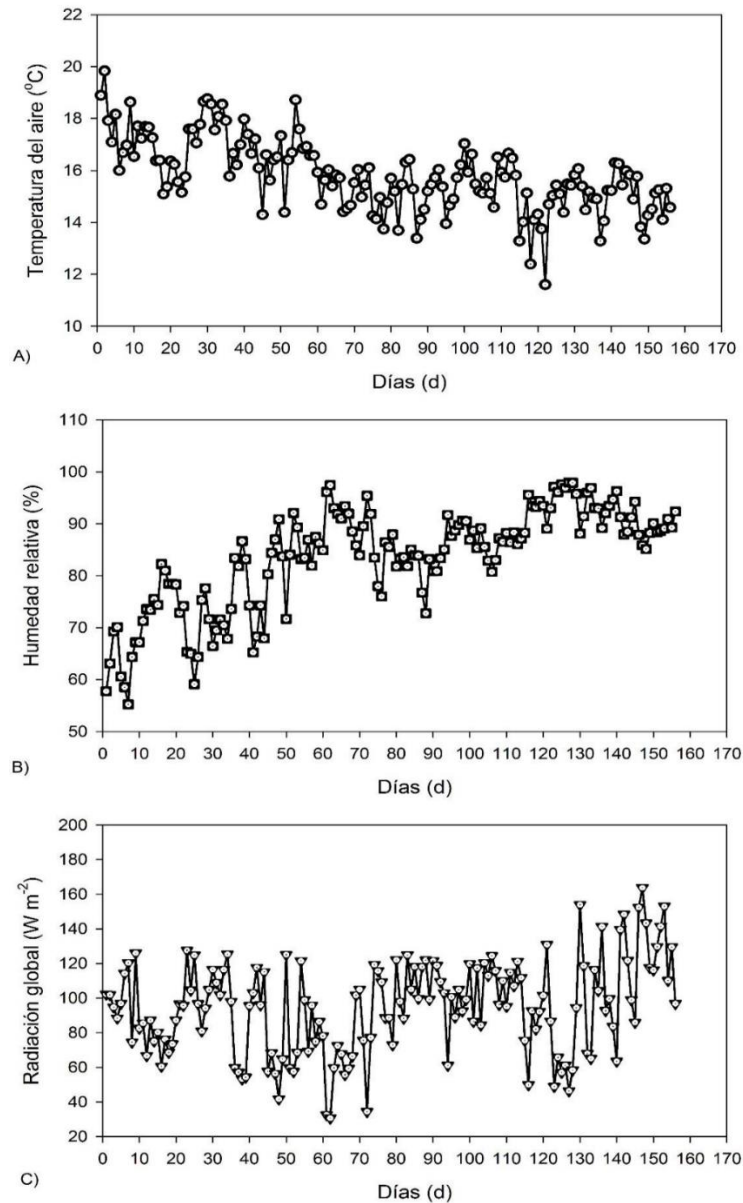 22
20
18
16
14
12
10
Temperatura del aire (⁰C)
0 10 20 30 40 50 60 70 80 90 100 110 120 130 140 150 160 170
A)
Días (d)
110
100
90
80
70
60
50
Humedad relativa (%)
0 10 20 30 40 50 60 70 80 90 100 110 120 130 140 150 160 170
B)
Días (d)
200
180
160
140
120
100
80
60
40
20
Radiación global (W m⁻²)
0 10 20 30 40 50 60 70 80 90 100 110 120 130 140 150 160 170
C)
Días (d)